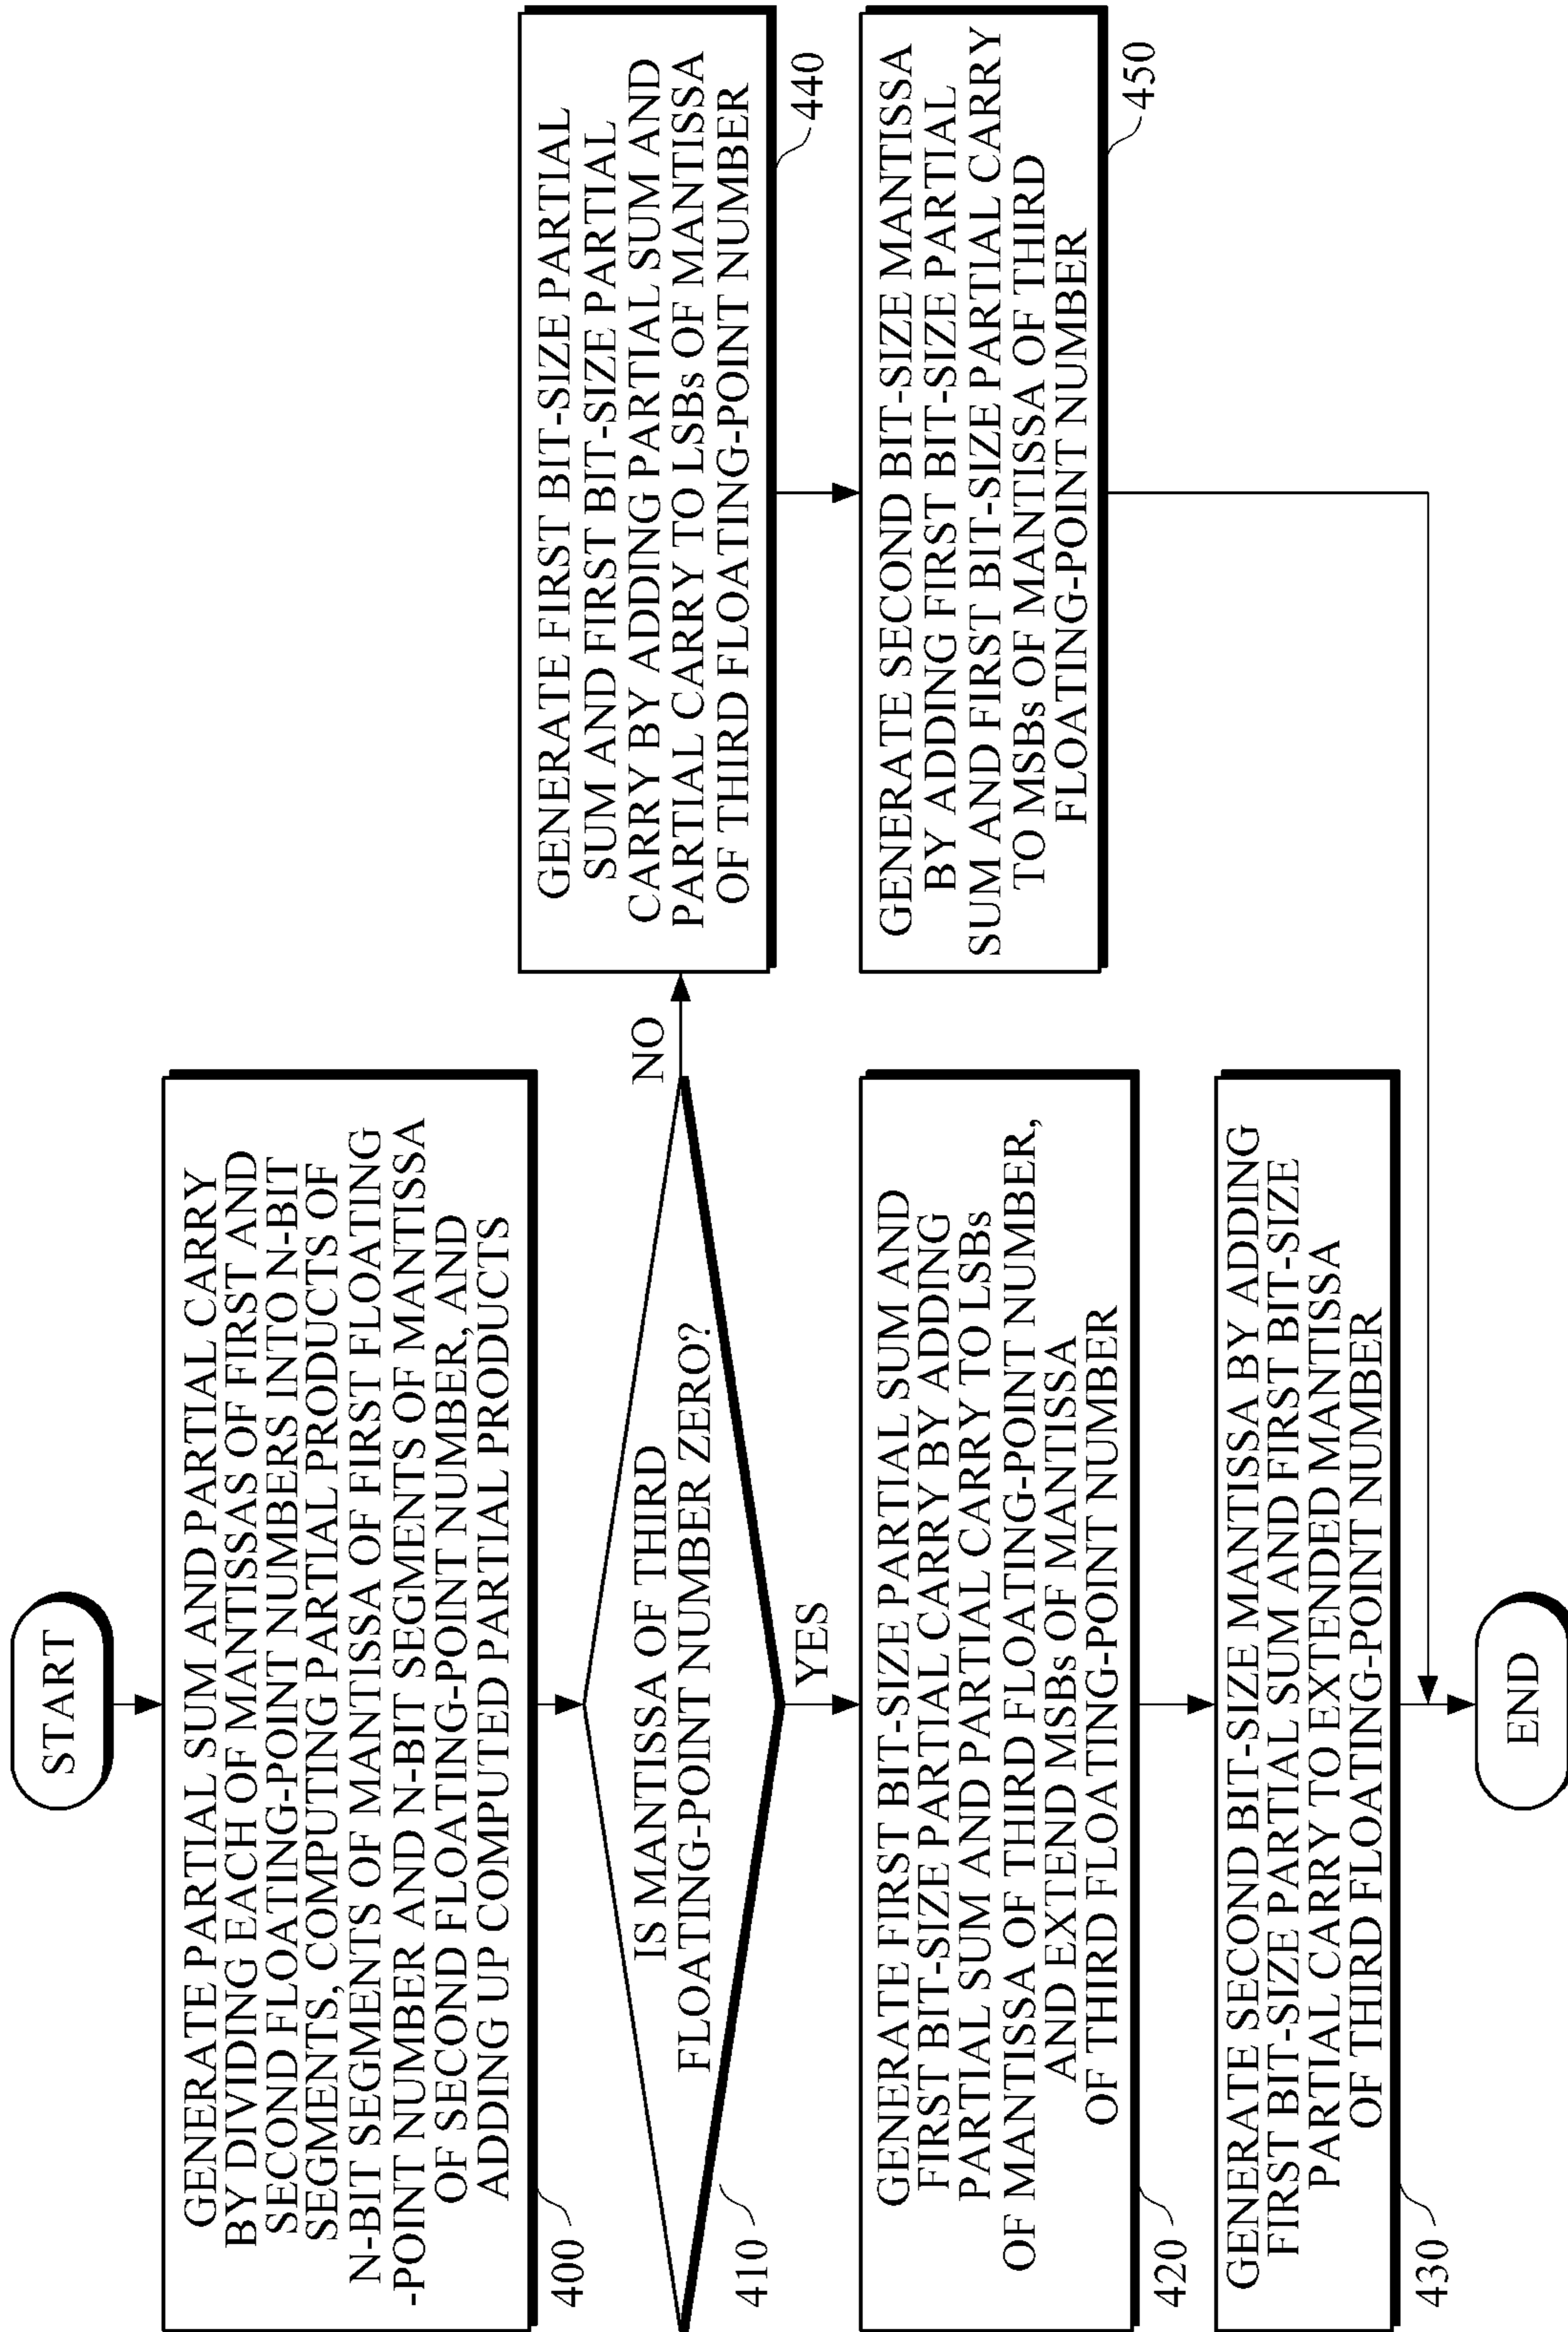 START
GENERATE PARTIAL SUM AND PARTIAL CARRY
BY DIVIDING EACH OF MANTISSAS OF FIRST AND
SECOND FLOATING-POINT NUMBERS INTO N-BIT
SEGMENTS, COMPUTING PARTIAL PRODUCTS OF
N-BIT SEGMENTS OF MANTISSA OF FIRST FLOATING
-POINT NUMBER AND N-BIT SEGMENTS OF MANTISSA
OF SECOND FLOATING-POINT NUMBER, AND
ADDING UP COMPUTED PARTIAL PRODUCTS
400
IS MANTISSA OF THIRD
FLOATING-POINT NUMBER ZERO?
410
NO
YES
GENERATE FIRST BIT-SIZE PARTIAL SUM AND
FIRST BIT-SIZE PARTIAL CARRY BY ADDING
PARTIAL SUM AND PARTIAL CARRY TO LSBs
OF MANTISSA OF THIRD FLOATING-POINT NUMBER,
AND EXTEND MSBs OF MANTISSA
OF THIRD FLOATING-POINT NUMBER
420
GENERATE SECOND BIT-SIZE MANTISSA BY ADDING
FIRST BIT-SIZE PARTIAL SUM AND FIRST BIT-SIZE
PARTIAL CARRY TO EXTENDED MANTISSA
OF THIRD FLOATING-POINT NUMBER
430
GENERATE FIRST BIT-SIZE PARTIAL
SUM AND FIRST BIT-SIZE PARTIAL
CARRY BY ADDING PARTIAL SUM AND
PARTIAL CARRY TO LSBs OF MANTISSA
OF THIRD FLOATING-POINT NUMBER
440
GENERATE SECOND BIT-SIZE MANTISSA
BY ADDING FIRST BIT-SIZE PARTIAL
SUM AND FIRST BIT-SIZE PARTIAL CARRY
TO MSBs OF MANTISSA OF THIRD
FLOATING-POINT NUMBER
450
END